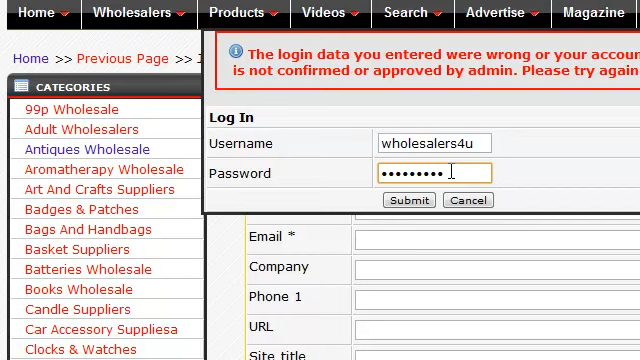 Home Wholesalers Products Videos Search Advertise Magazine
Home >> Previous Page >>
The login data you entered were wrong or your accoun
is not confirmed or approved by admin. Please try again
CATEGORIES
99p Wholesale
Adult Wholesalers
Antiques Wholesale
Aromatherapy Wholesale
Art And Crafts Suppliers
Badges & Patches
Bags And Handbags
Basket Suppliers
Batteries Wholesale
Books Wholesale
Candle Suppliers
Car Accessory Suppliesa
Clocks & Watches
Log In
Username wholesalers4u
Password •••••••••
Submit Cancel
Email *
Company
Phone 1
URL
Site title